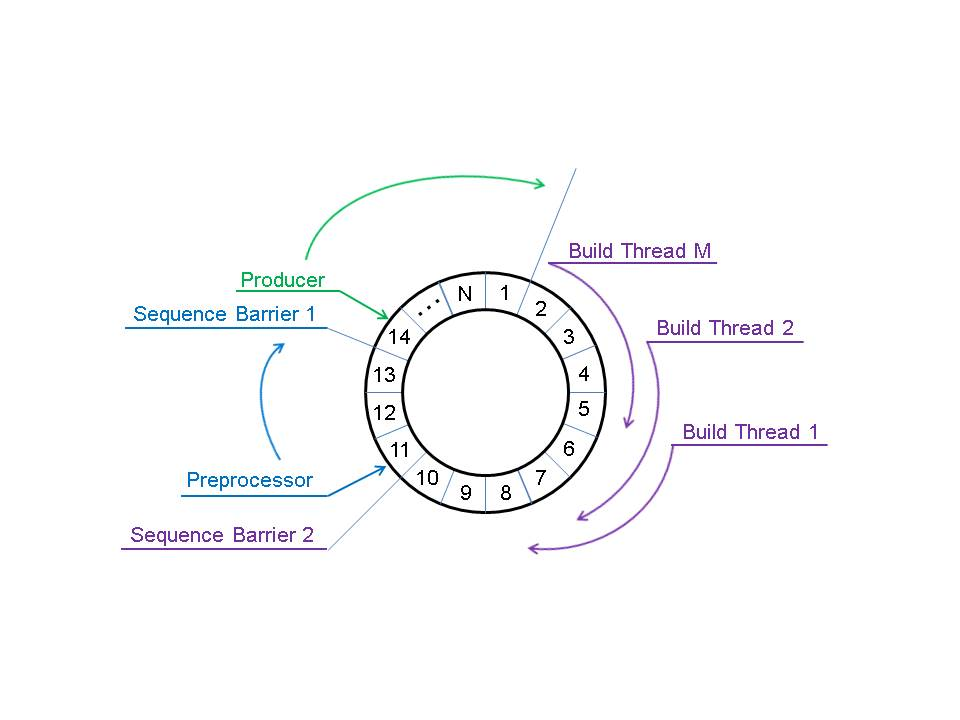 Build Thread M
Producer
Sequence Barrier 1
Build Thread 2
Build Thread 1
Preprocessor
Sequence Barrier 2
1
2
3
4
5
6
7
8
9
10
11
12
13
14
...
N